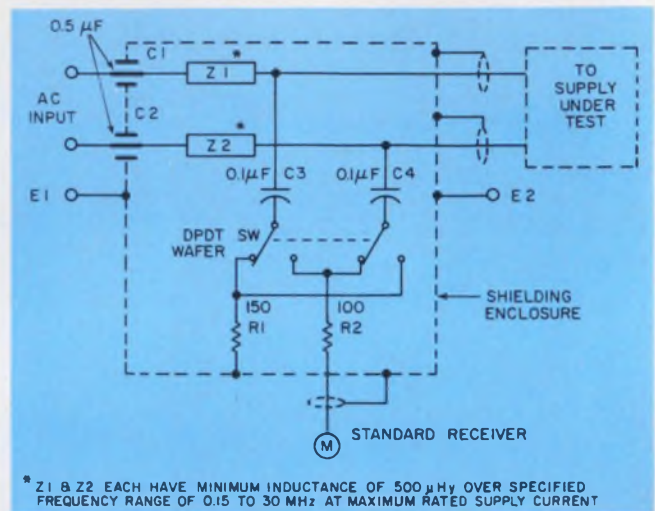 0.5 µF
C1
*
Z1
AC
INPUT
C2
*
Z2
TO
SUPPLY
UNDER
TEST
0.1µF C3
0.1µF C4
E1
E2
DPDT SW
WAFER
150
R1
100
R2
SHIELDING
ENCLOSURE
M
STANDARD RECEIVER
* Z1 & Z2 EACH HAVE MINIMUM INDUCTANCE OF 500 µHy OVER SPECIFIED
FREQUENCY RANGE OF 0.15 TO 30 MHz AT MAXIMUM RATED SUPPLY CURRENT